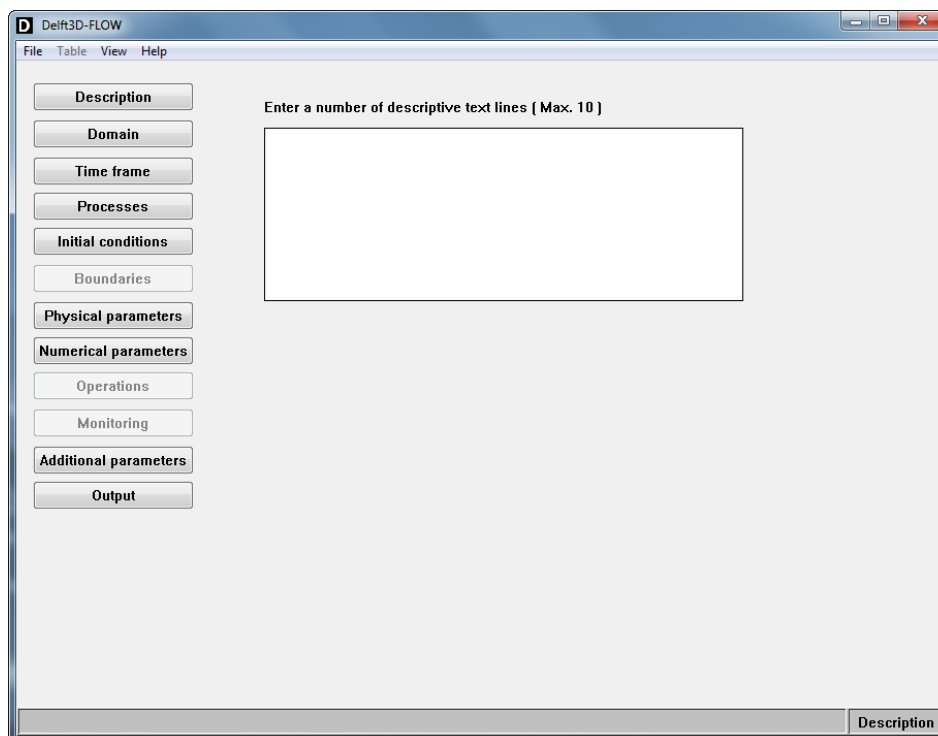 D Delft3D-FLOW
File Table View Help
Description
Enter a number of descriptive text lines ( Max. 10 )
Domain
Time frame
Processes
Initial conditions
Boundaries
Physical parameters
Numerical parameters
Operations
Monitoring
Additional parameters
Output
Description